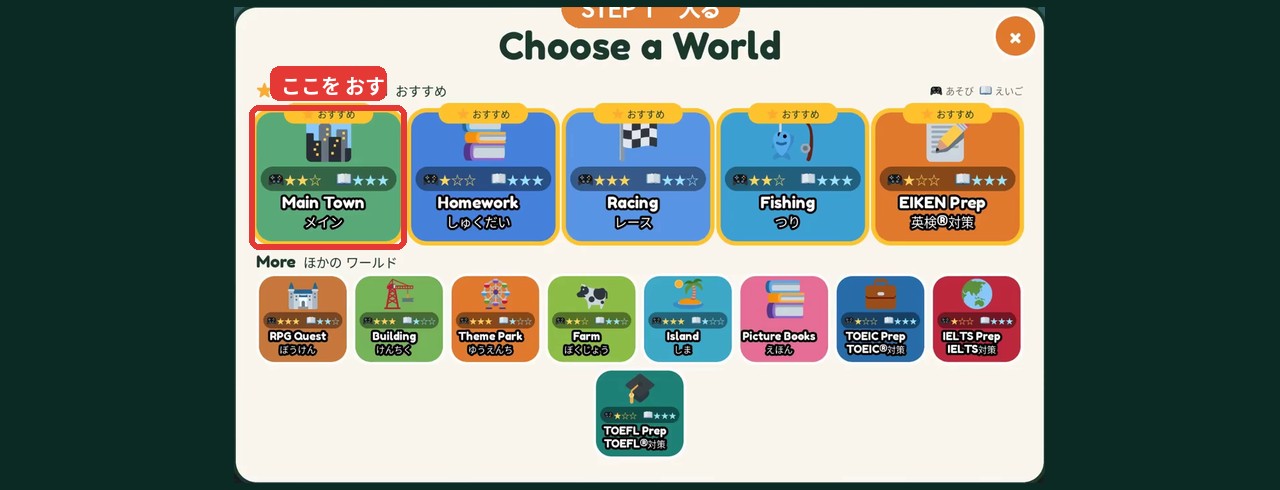 STEP 1 入る
Choose a World
ここを おす
おすすめ
あそび えいご
おすすめ
おすすめ
おすすめ
おすすめ
おすすめ
★★☆ ★★★
★☆☆ ★★★
★★★ ★★☆
★★☆ ★★★
★☆☆ ★★★
Main Town
メイン
Homework
しゅくだい
Racing
レース
Fishing
つり
EIKEN Prep
英検®対策
More ほかの ワールド
★★★ ★★☆
★★★ ★☆☆
★★★ ★☆☆
★★☆ ★★☆
★★★ ★☆☆
★☆☆ ★★★
★☆☆ ★★★
RPG Quest
ぼうけん
Building
けんちく
Theme Park
ゆうえんち
Farm
ぼくじょう
Island
しま
Picture Books
えほん
TOEIC Prep
TOEIC®対策
IELTS Prep
IELTS対策
★☆☆ ★★★
TOEFL Prep
TOEFL®対策